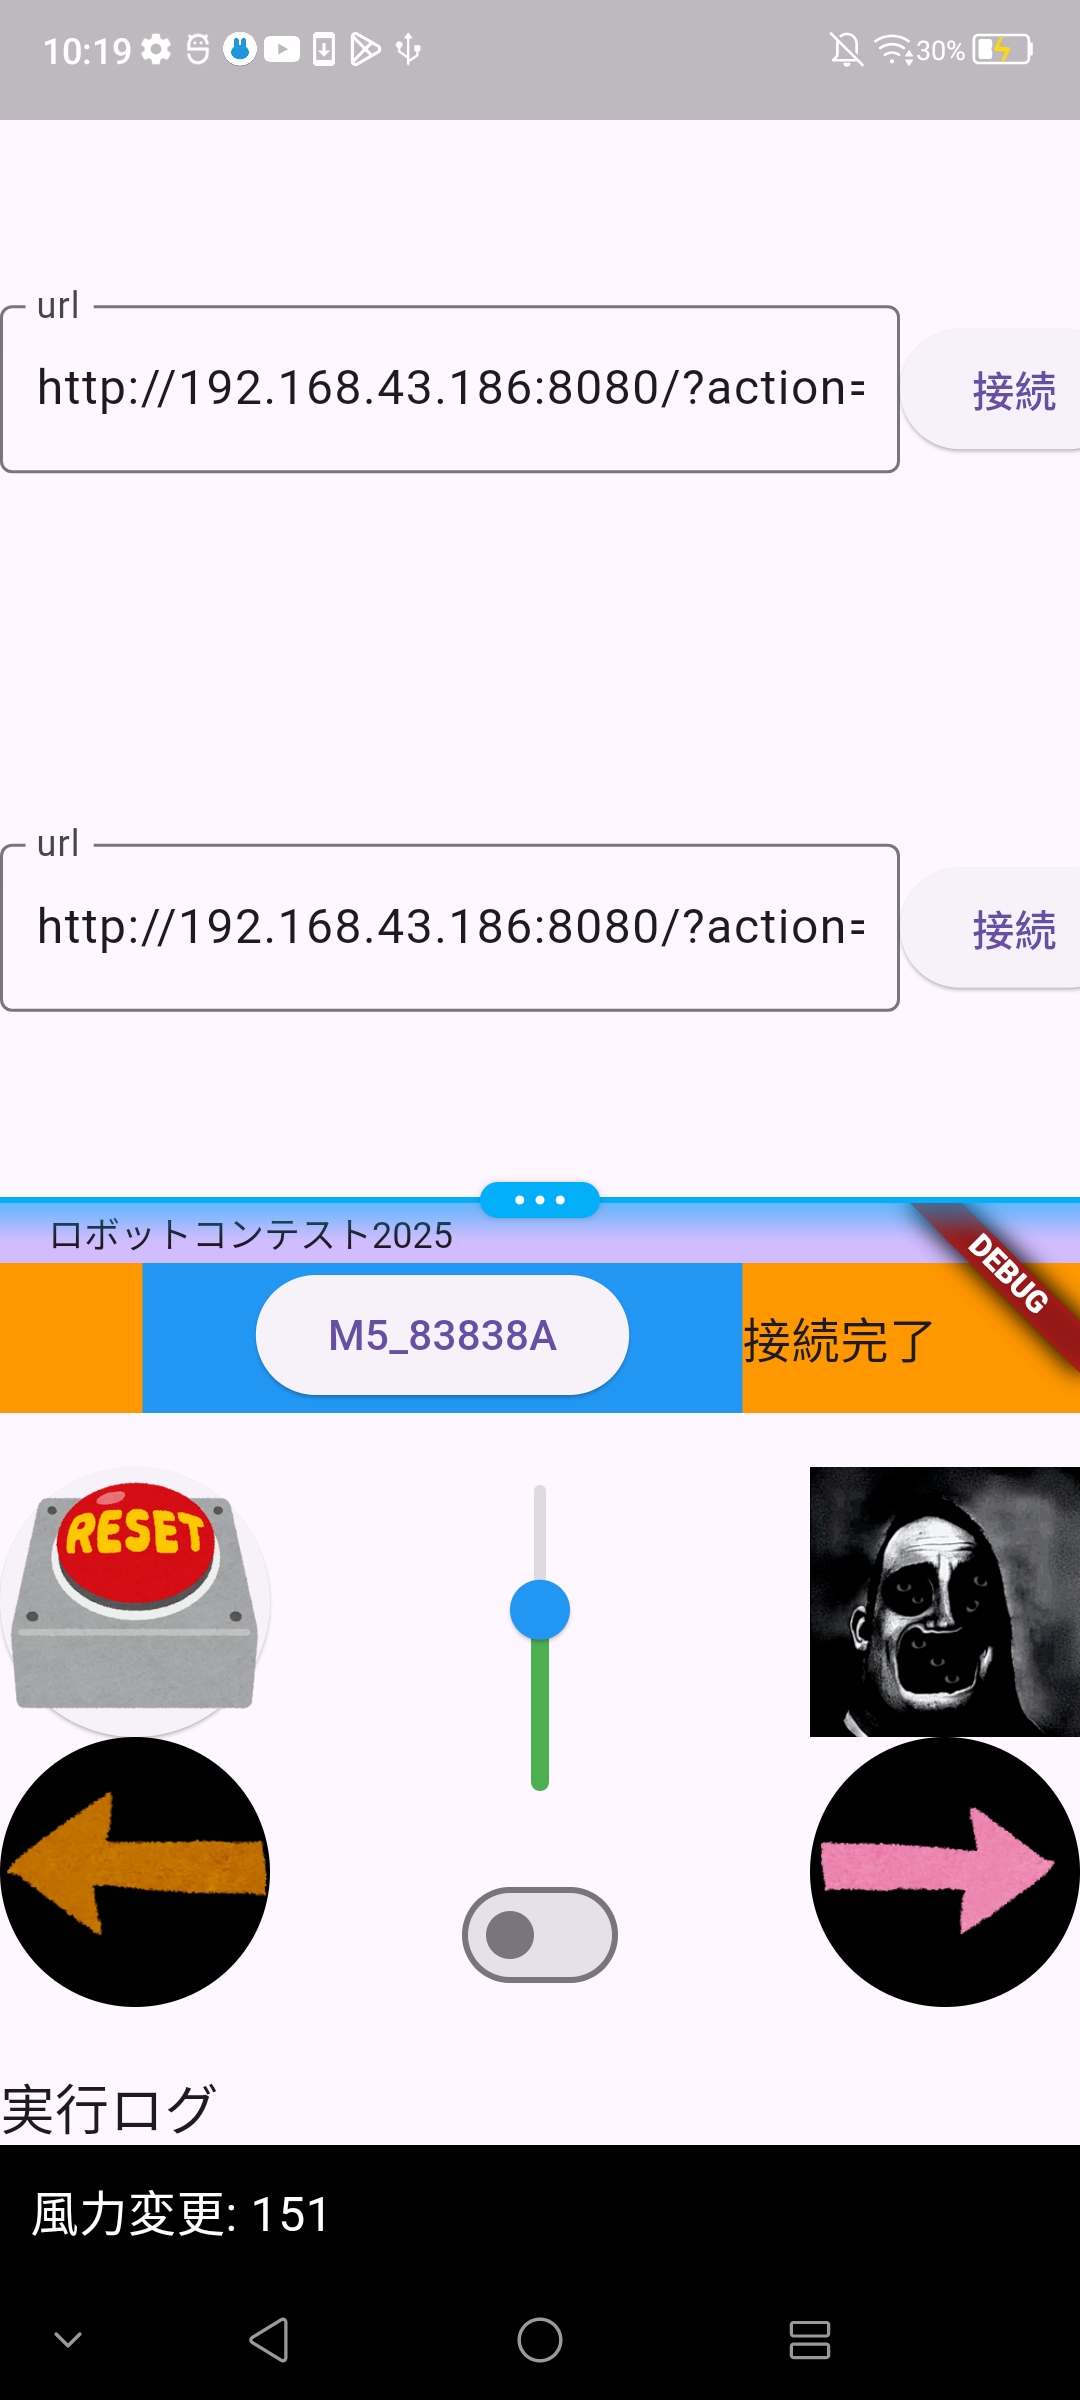 10:19
30%
url
http://192.168.43.186:8080/?action=
接続
url
http://192.168.43.186:8080/?action=
接続
ロボットコンテスト2025
DEBUG
M5_83838A
接続完了
RESET
実行ログ
風力変更: 151